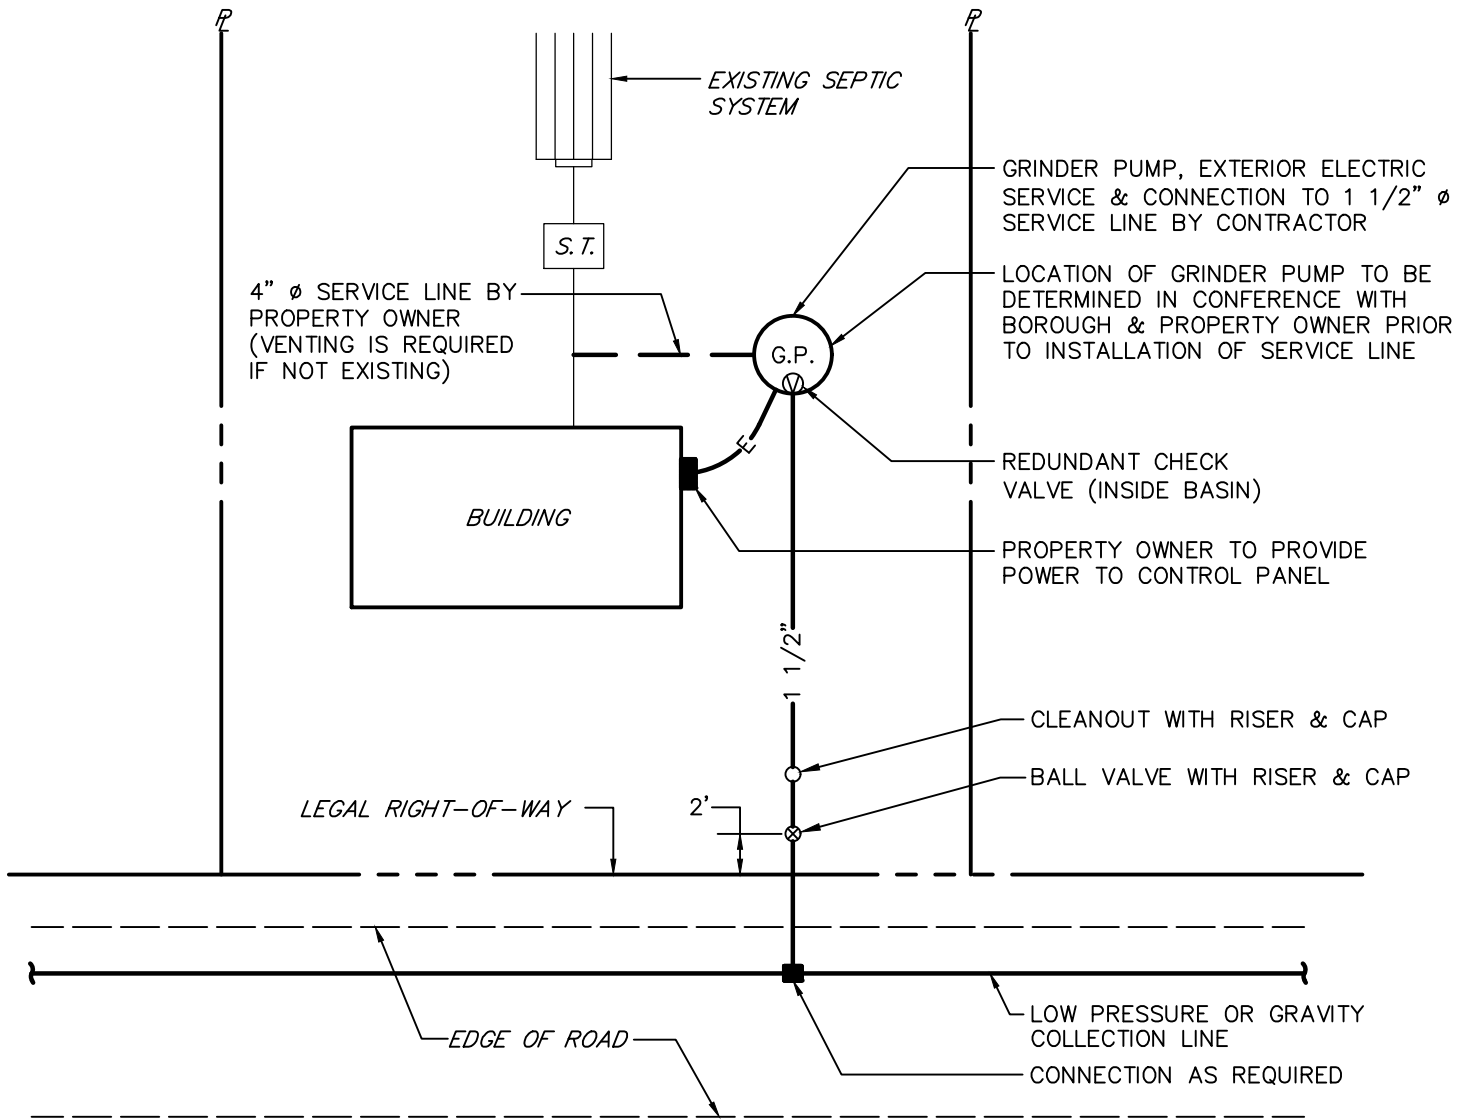 PL
PL
EXISTING SEPTIC
SYSTEM
GRINDER PUMP, EXTERIOR ELECTRIC
SERVICE & CONNECTION TO 1 1/2" ø
SERVICE LINE BY CONTRACTOR
S.T.
LOCATION OF GRINDER PUMP TO BE
DETERMINED IN CONFERENCE WITH
BOROUGH & PROPERTY OWNER PRIOR
TO INSTALLATION OF SERVICE LINE
4" ø SERVICE LINE BY
PROPERTY OWNER
(VENTING IS REQUIRED
IF NOT EXISTING)
G.P.
V
E
REDUNDANT CHECK
VALVE (INSIDE BASIN)
BUILDING
PROPERTY OWNER TO PROVIDE
POWER TO CONTROL PANEL
1 1/2"
CLEANOUT WITH RISER & CAP
BALL VALVE WITH RISER & CAP
LEGAL RIGHT-OF-WAY
2'
LOW PRESSURE OR GRAVITY
COLLECTION LINE
EDGE OF ROAD
CONNECTION AS REQUIRED